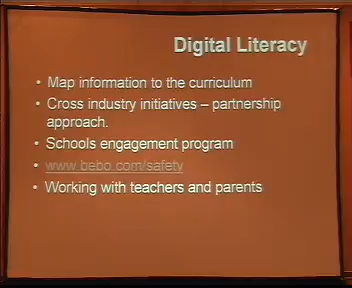 Digital Literacy
• Map information to the curriculum
• Cross industry initiatives – partnership
approach.
• Schools engagement program
• www.bebo.com/safety
• Working with teachers and parents